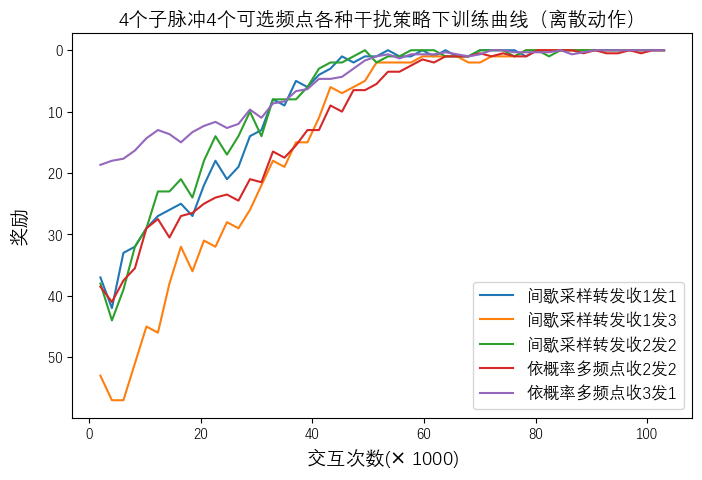 4个子脉冲4个可选频点各种干扰策略下训练曲线（离散动作）
奖励
0
10
20
30
40
50
0
20
40
60
80
100
交互次数(× 1000)
间歇采样转发收1发1
间歇采样转发收1发3
间歇采样转发收2发2
依概率多频点收2发2
依概率多频点收3发1